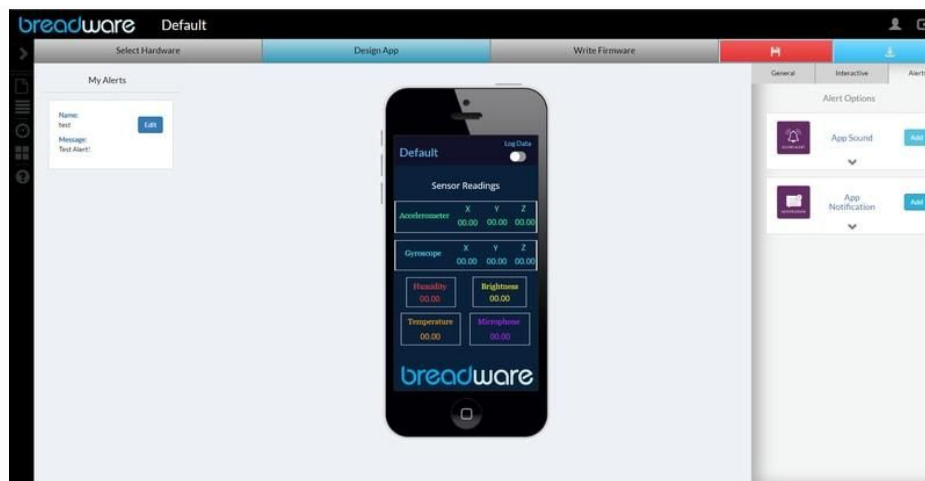 breadware Default
Select Hardware Design App Write Firmware
My Alerts
Name:
test
Edit
Message:
Test Alert!
Default
Log Data
Sensor Readings
X Y Z
Accelerometer
00.00 00.00 00.00
X Y Z
Gyroscope
00.00 00.00 00.00
Humidity
00.00
Brightness
00.00
Temperature
00.00
Microphone
00.00
breadware
General Interactive Alerts
Alert Options
App Sound
Add
App
Notification
Add